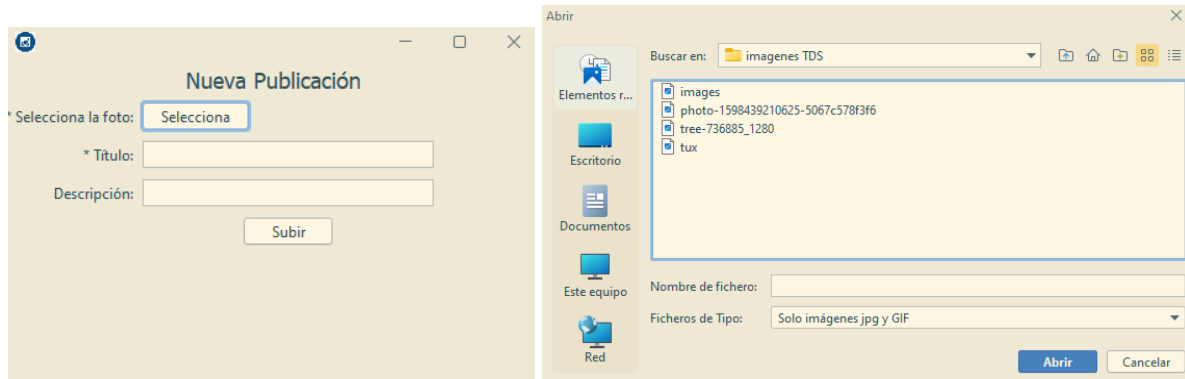 Nueva Publicación
* Selecciona la foto: Selecciona
* Título:
Descripción:
Subir
Abrir
Buscar en: imagenes TDS
Elementos r...
Escritorio
Documentos
Este equipo
Red
images
photo-1598439210625-5067c578f3f6
tree-736885_1280
tux
Nombre de fichero:
Ficheros de Tipo: Solo imágenes jpg y GIF
Abrir Cancelar